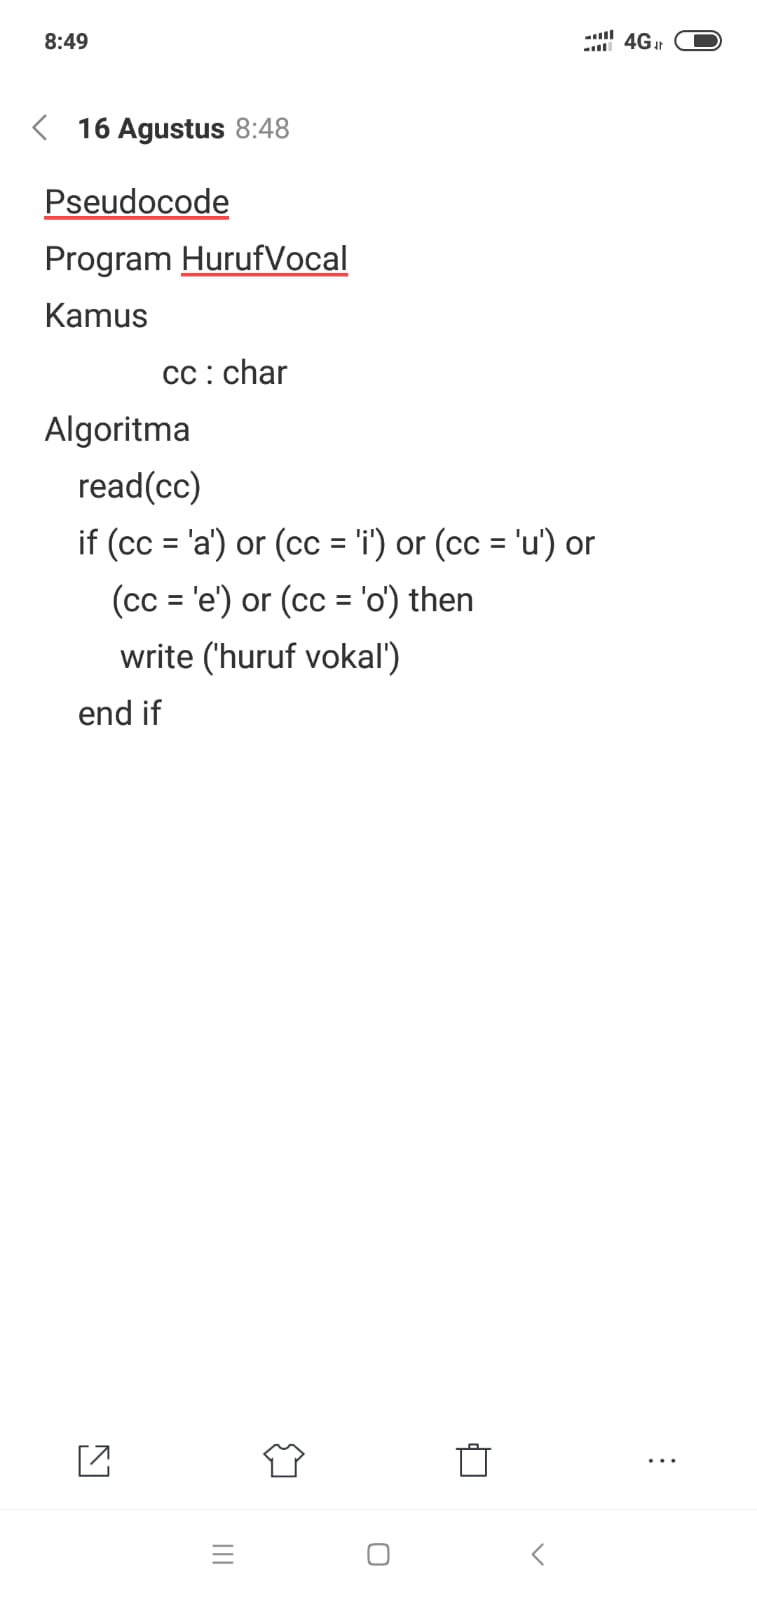 8:49 4G
16 Agustus 8:48
Pseudocode
Program HurufVocal
Kamus
cc : char
Algoritma
read(cc)
if (cc = 'a') or (cc = 'i') or (cc = 'u') or
(cc = 'e') or (cc = 'o') then
write ('huruf vokal')
end if